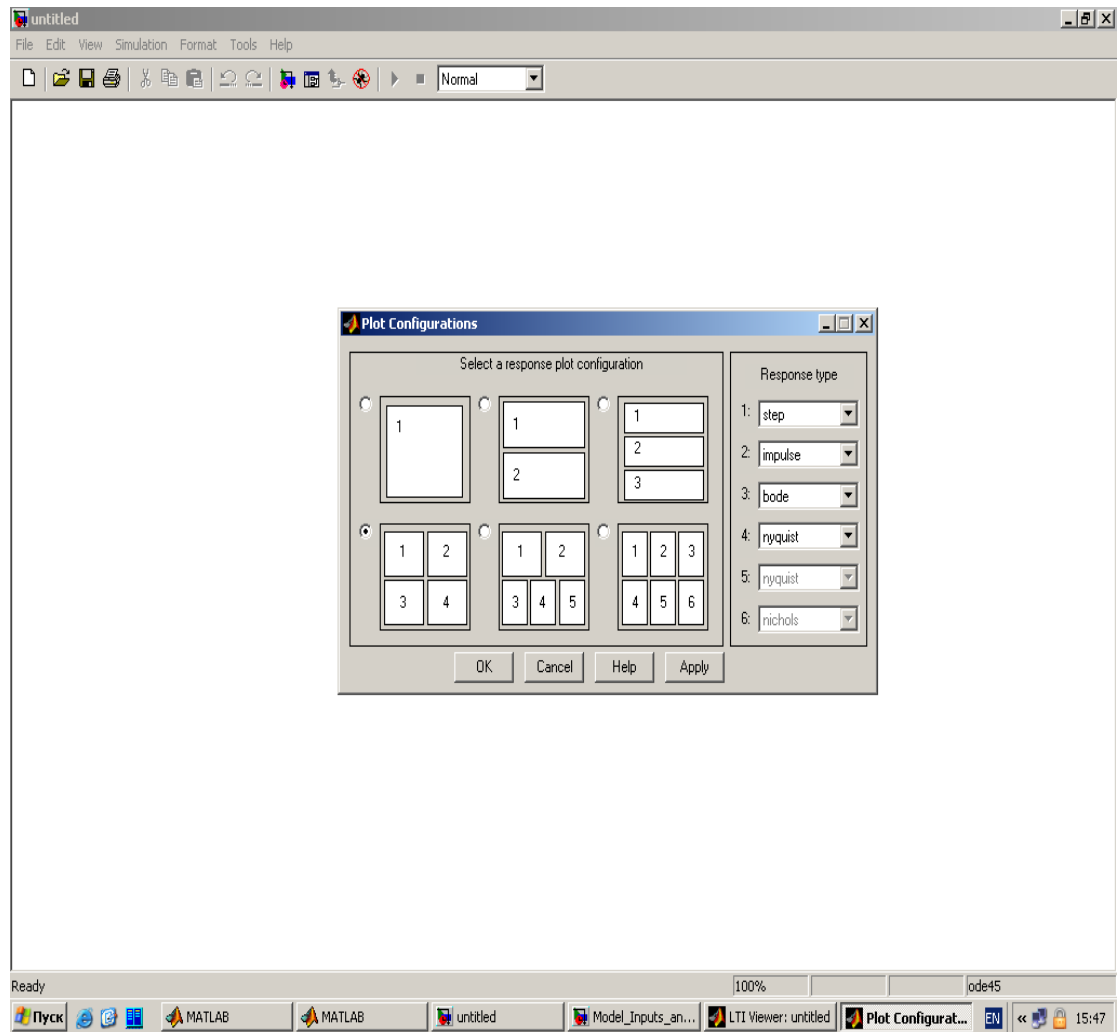 untitled
File Edit View Simulation Format Tools Help
Normal
Plot Configurations
Select a response plot configuration
Response type
1
1
2
1
2
3
1 2
3 4
1 2
3 4 5
1 2 3
4 5 6
1: step
2: impulse
3: bode
4: nyquist
5: nyquist
6: nichols
OK Cancel Help Apply
Ready 100% ode45
Пуск MATLAB MATLAB untitled Model_Inputs_an... LTI Viewer: untitled Plot Configurat... EN « 15:47